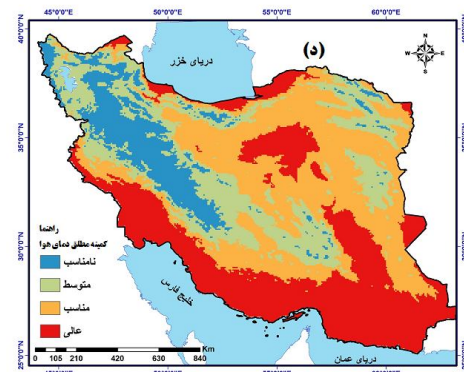 45°0'0"E 50°0'0"E 55°0'0"E 60°0'0"E
40°0'0"N
35°0'0"N
30°0'0"N
25°0'0"N
دریای خزر
(د)
N
W E
S
راهنما
کمینه مطلق دمای هوا
نامناسب
متوسط
مناسب
عالی
خلیج فارس
دریای عمان
Km
0 105 210 420 630 840